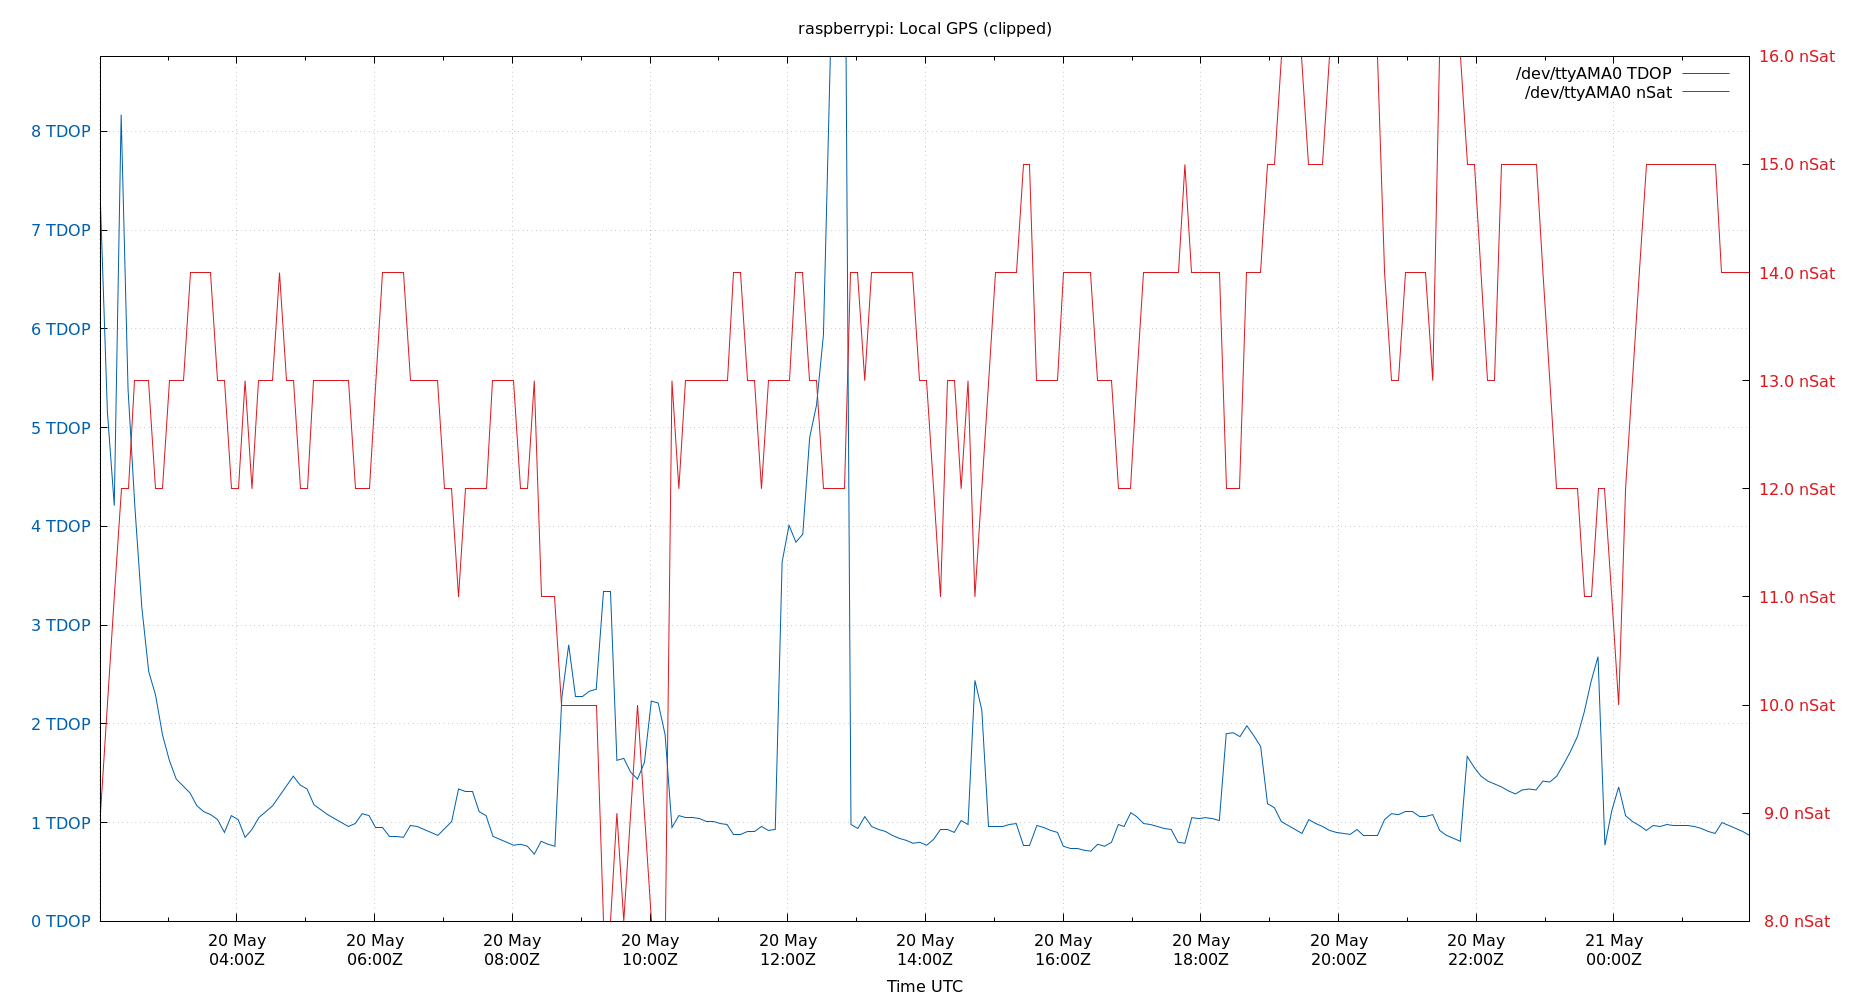 raspberrypi: Local GPS (clipped)
/dev/ttyAMA0 TDOP
/dev/ttyAMA0 nSat
8 TDOP
7 TDOP
6 TDOP
5 TDOP
4 TDOP
3 TDOP
2 TDOP
1 TDOP
0 TDOP
16.0 nSat
15.0 nSat
14.0 nSat
13.0 nSat
12.0 nSat
11.0 nSat
10.0 nSat
9.0 nSat
8.0 nSat
20 May 20 May 20 May 20 May 20 May 20 May 20 May 20 May 20 May 20 May 21 May
04:00Z 06:00Z 08:00Z 10:00Z 12:00Z 14:00Z 16:00Z 18:00Z 20:00Z 22:00Z 00:00Z
Time UTC